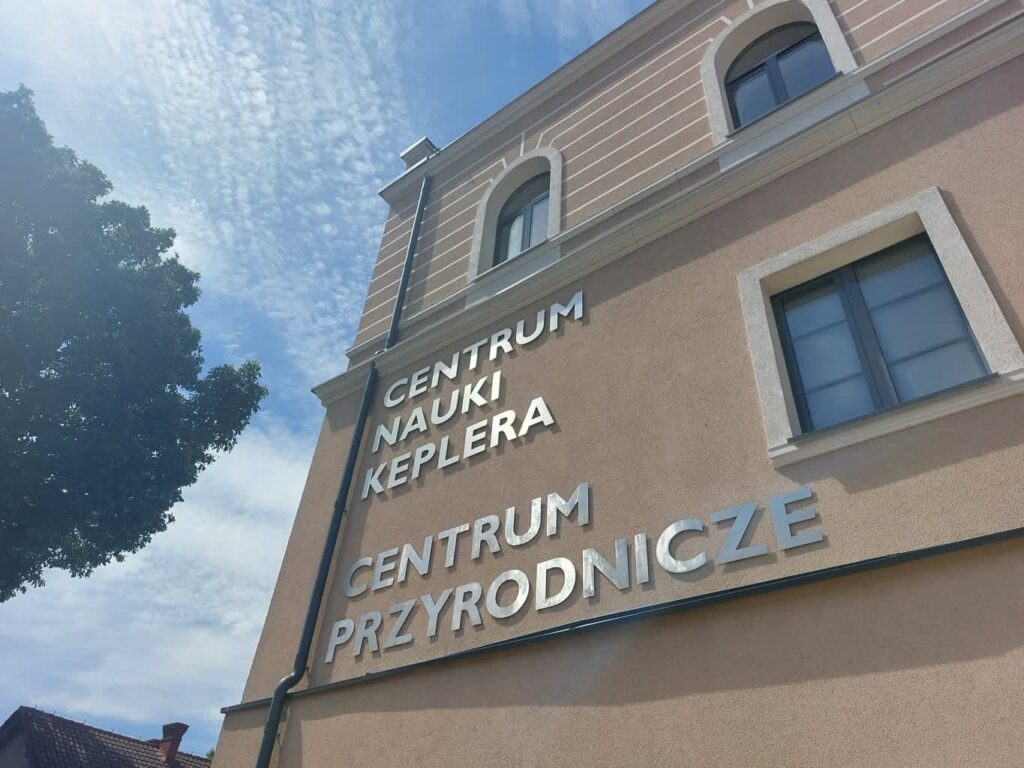 CENTRUM
NAUKI
KEPLERA
CENTRUM
PRZYRODNICZE